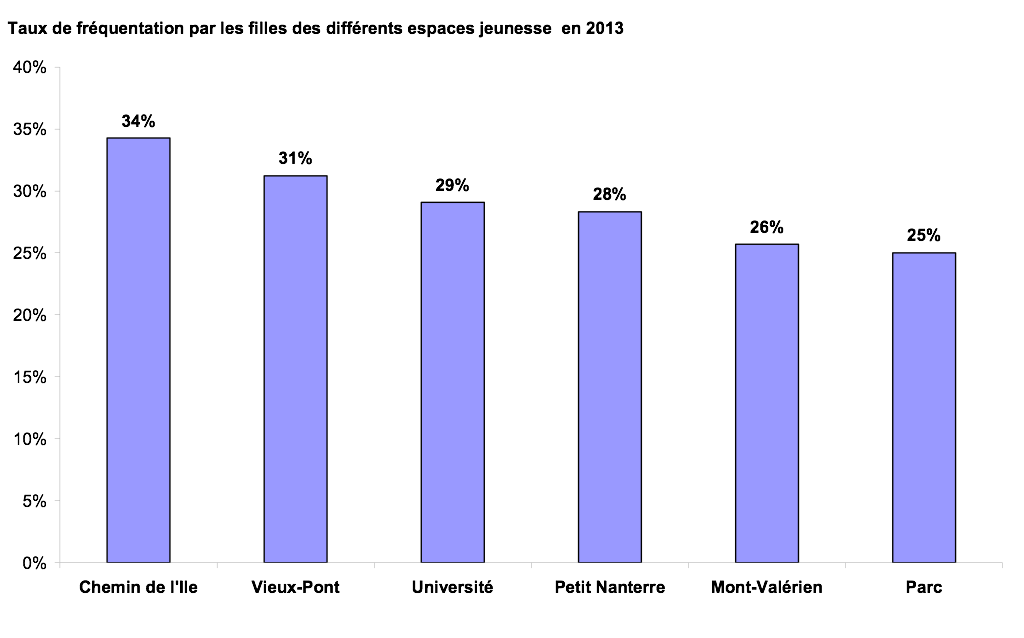 Taux de fréquentation par les filles des différents espaces jeunesse  en 2013
40%
35%
30%
25%
20%
15%
10%
5%
0%
34%
31%
29%
28%
26%
25%
Chemin de l'Ile
Vieux-Pont
Université
Petit Nanterre
Mont-Valérien
Parc